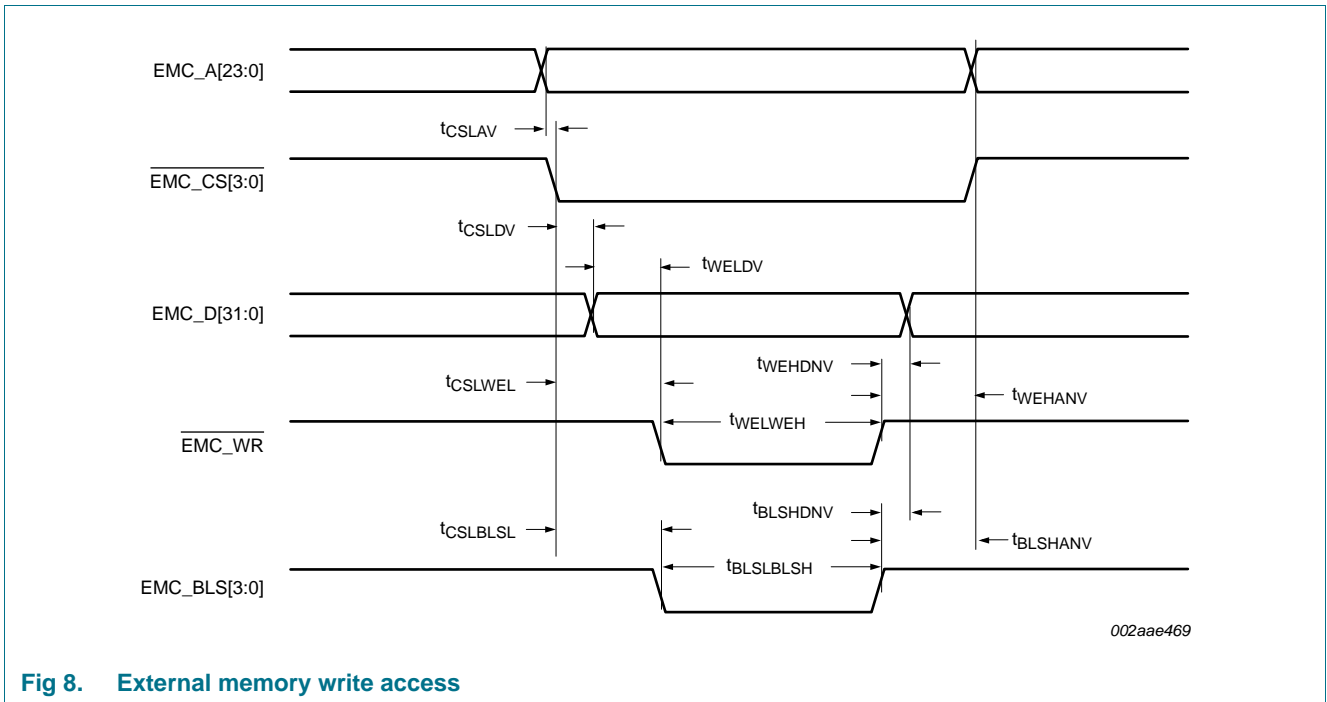 EMC_A[23:0]
tCSLAV
EMC_CS[3:0]
tCSLDV
tWELDV
EMC_D[31:0]
tWEHDNV
tCSLWEL
tWEHANV
tWELWEH
EMC_WR
tBLSHDNV
tCSLBLSL
tBLSHANV
tBLSLBLSH
EMC_BLS[3:0]
002aae469
Fig 8. External memory write access